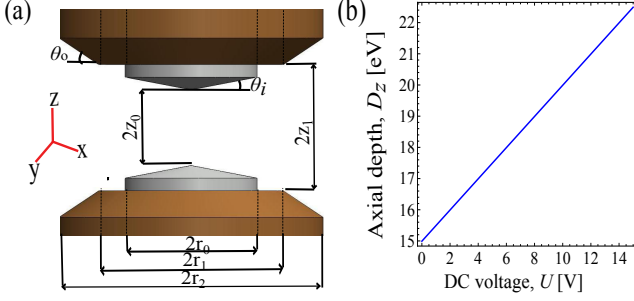 (a)
θₒ
θᵢ
2z₀
2z₁
z
x
y
2r₀
2r₁
2r₂
(b)
Axial depth, D_z [eV]
22
21
20
19
18
17
16
15
0 2 4 6 8 10 12 14
DC voltage, U [V]